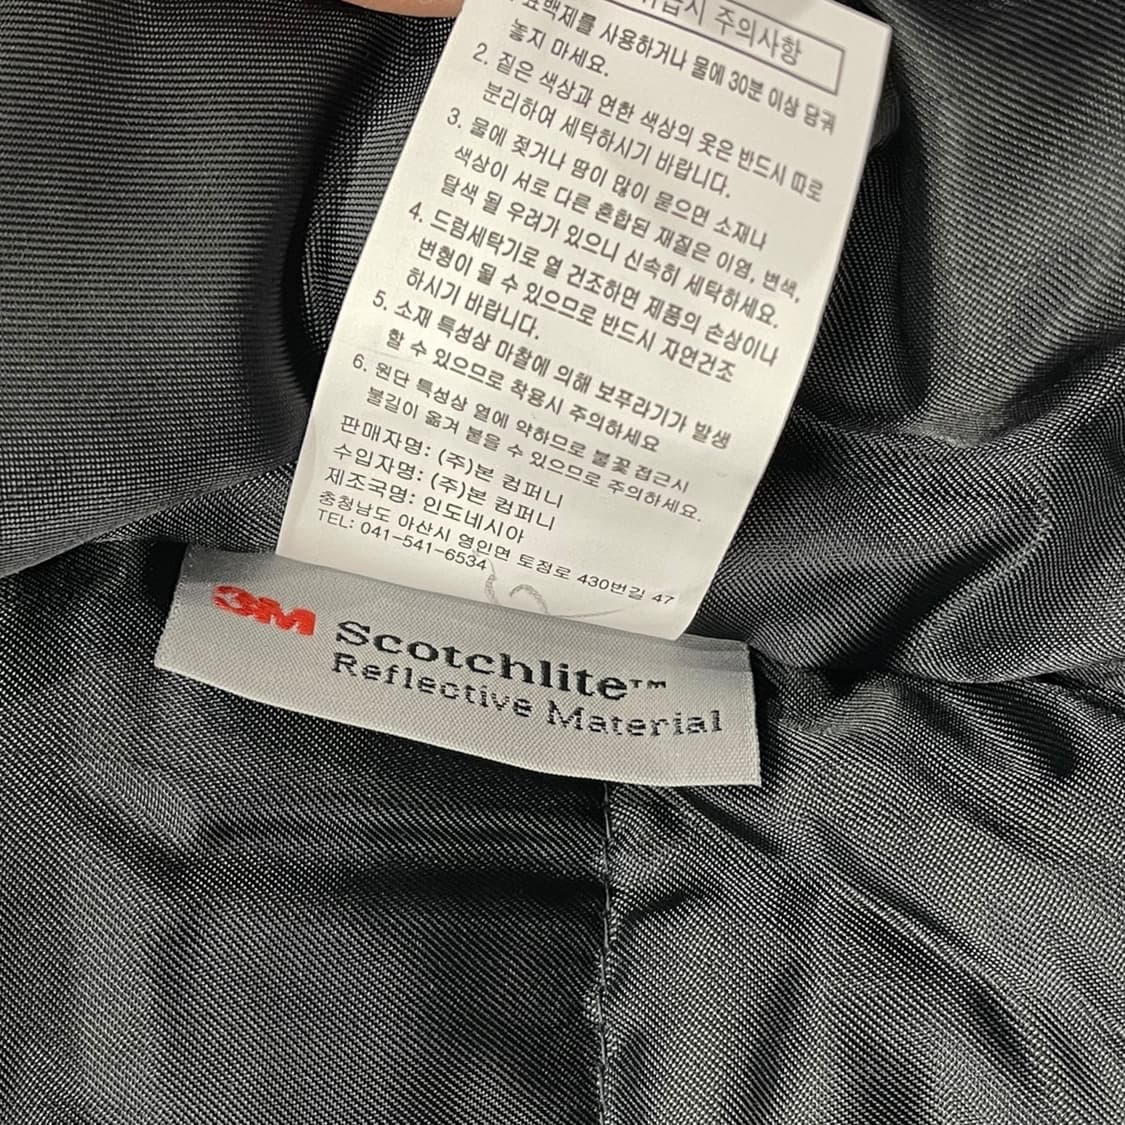 취급시 주의사항
1. 표백제를 사용하거나 물에 30분 이상 담궈
놓지 마세요.
2. 짙은 색상과 연한 색상의 옷은 반드시 따로
분리하여 세탁하시기 바랍니다.
3. 물에 젖거나 땀이 많이 묻으면 소재나
색상이 서로 다른 혼합된 재질은 이염, 변색,
탈색 될 우려가 있으니 신속히 세탁하세요.
4. 드럼세탁기로 열 건조하면 제품의 손상이나
변형이 될 수 있으므로 반드시 자연건조
하시기 바랍니다.
5. 소재 특성상 마찰에 의해 보푸라기가 발생
할 수 있으므로 착용시 주의하세요
6. 원단 특성상 열에 약하므로 불꽃 접근시
불길이 옮겨 붙을 수 있으므로 주의하세요.
판매자명: (주)본 컴퍼니
수입자명: (주)본 컴퍼니
제조국명: 인도네시아
충청남도 아산시 영인면 토정로 430번길 47
TEL: 041-541-6534
3M Scotchlite™
Reflective Material